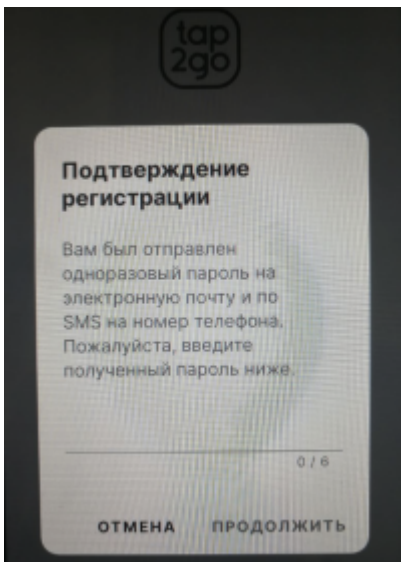 tap
2go
Подтверждение
регистрации
Вам был отправлен
одноразовый пароль на
электронную почту и по
SMS на номер телефона.
Пожалуйста, введите
полученный пароль ниже.
0 / 6
ОТМЕНА ПРОДОЛЖИТЬ